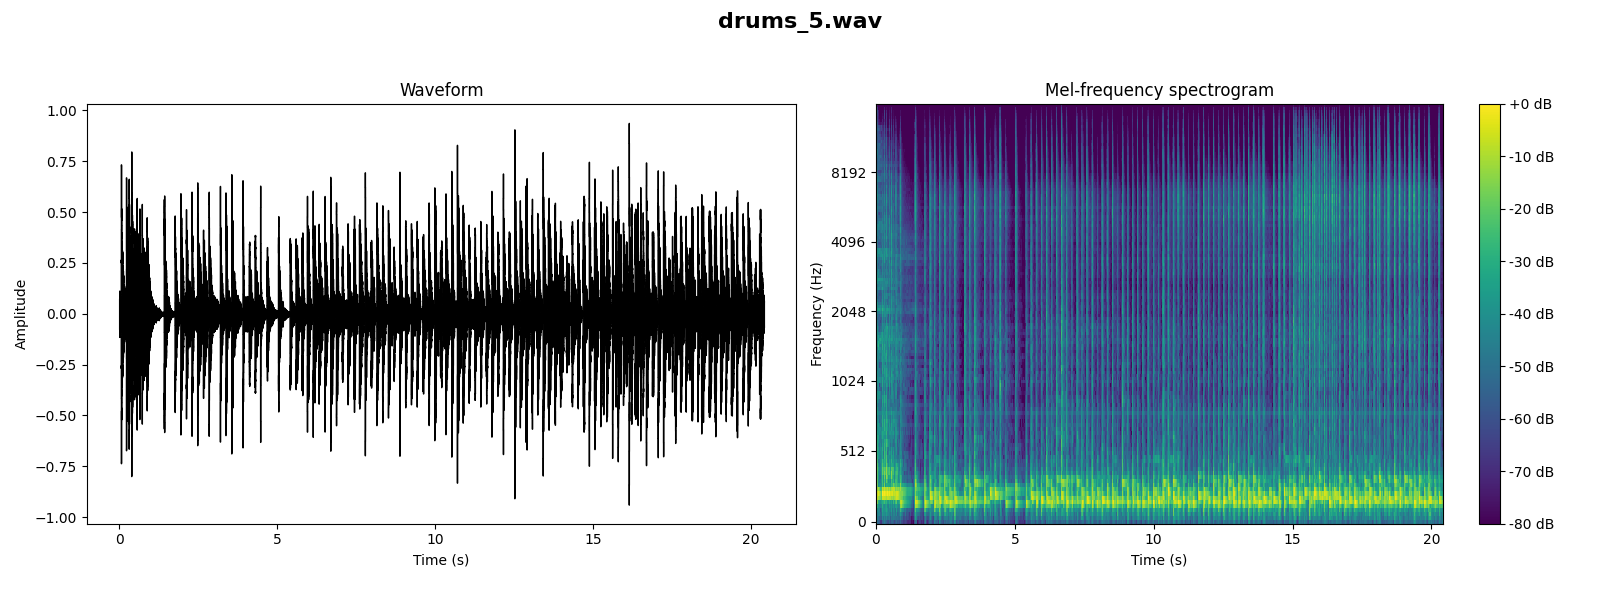 drums_5.wav
Waveform
Mel-frequency spectrogram
1.00
0.75
0.50
0.25
0.00
−0.25
−0.50
−0.75
−1.00
Amplitude
0 5 10 15 20
Time (s)
8192
4096
2048
1024
512
0
Frequency (Hz)
0 5 10 15 20
Time (s)
+0 dB
-10 dB
-20 dB
-30 dB
-40 dB
-50 dB
-60 dB
-70 dB
-80 dB